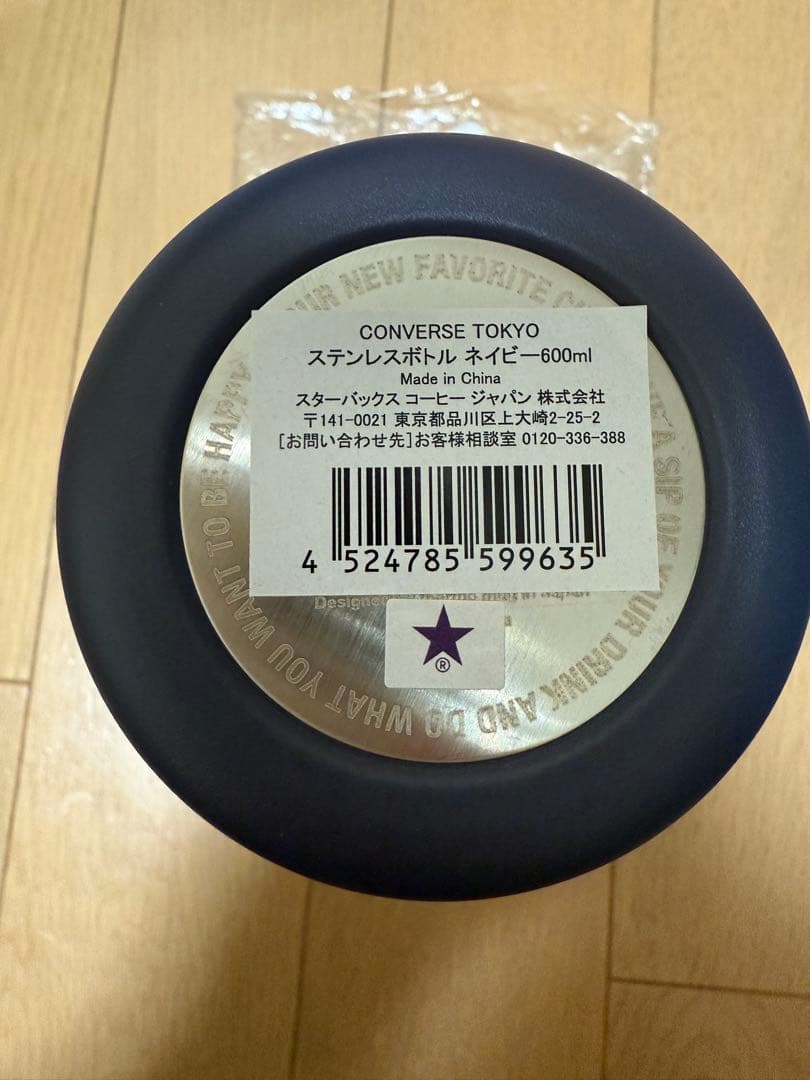 CONVERSE TOKYO
ステンレスボトル ネイビー600ml
Made in China
スターバックス コーヒー ジャパン 株式会社
〒141-0021 東京都品川区上大崎2-25-2
[お問い合わせ先]お客様相談室 0120-336-388
4 524785 599635
®
NEW FAVORITE
A SIP OF YOUR DRINK AND DO WHAT YOU WANT TO BE HAPPY
Designed